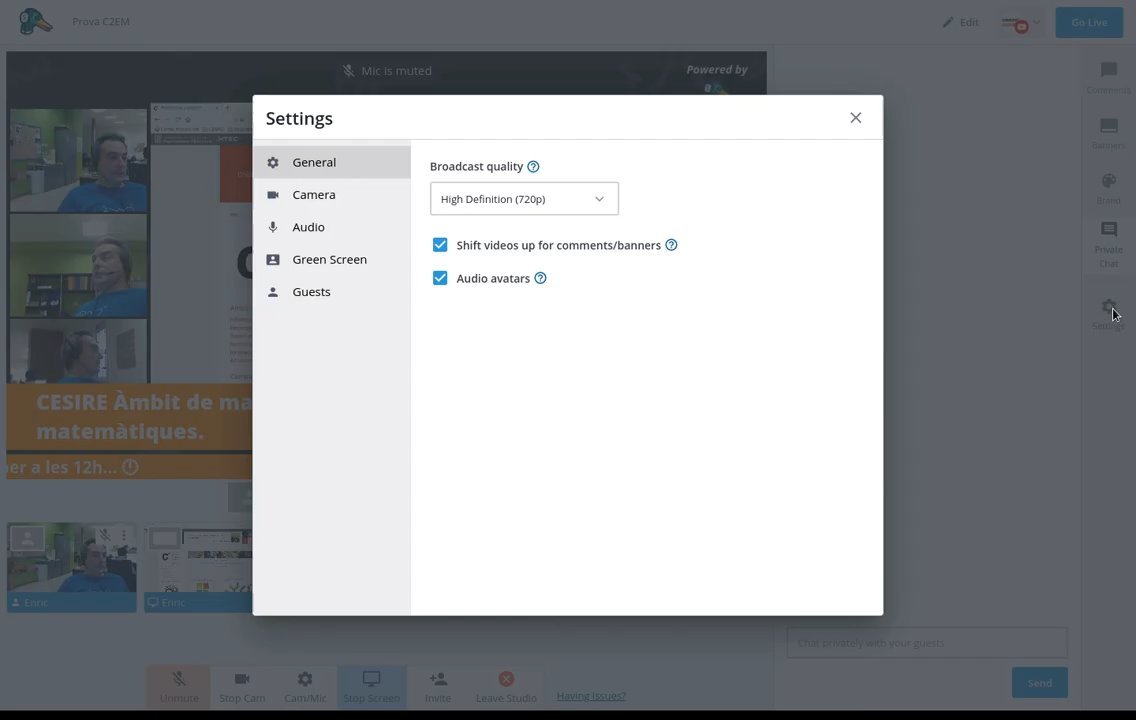 Prova C2EM
Edit
Go Live
Mic is muted
Powered by
Comments
Banners
Brand
Private
Chat
Settings
Settings
General
Camera
Audio
Green Screen
Guests
Broadcast quality
High Definition (720p)
Shift videos up for comments/banners
Audio avatars
CESIRE Àmbit de ma
matemàtiques.
er a les 12h...
Enric
Enric
Chat privately with your guests
Send
Unmute
Stop Cam
Cam/Mic
Stop Screen
Invite
Leave Studio
Having issues?